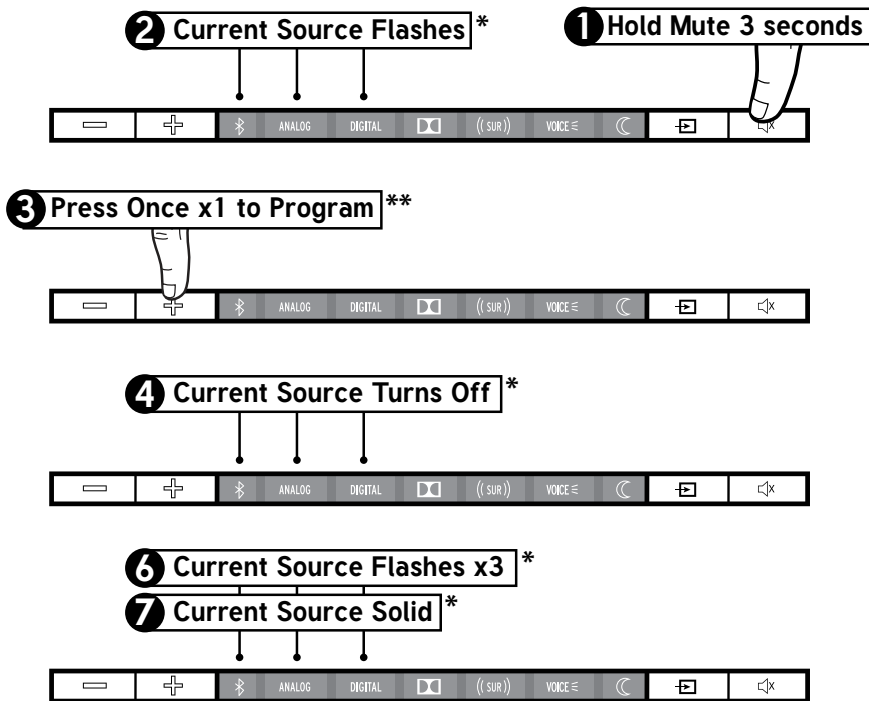 2 Current Source Flashes *
1 Hold Mute 3 seconds
ANALOG DIGITAL ((SUR)) VOICE
3 Press Once x1 to Program **
ANALOG DIGITAL ((SUR)) VOICE
4 Current Source Turns Off *
ANALOG DIGITAL ((SUR)) VOICE
6 Current Source Flashes x3 *
7 Current Source Solid *
ANALOG DIGITAL ((SUR)) VOICE